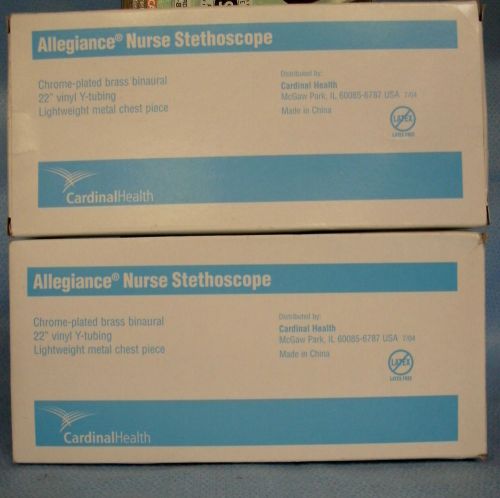 Allegiance® Nurse Stethoscope
Chrome-plated brass binaural
22" vinyl Y-tubing
Lightweight metal chest piece
Distributed by:
Cardinal Health
McGaw Park, IL 60085-6787 USA 7/04
Made in China
LATEX
LATEX FREE
CardinalHealth
Allegiance® Nurse Stethoscope
Chrome-plated brass binaural
22" vinyl Y-tubing
Lightweight metal chest piece
Distributed by:
Cardinal Health
McGaw Park, IL 60085-6787 USA 7/04
Made in China
LATEX
LATEX FREE
CardinalHealth